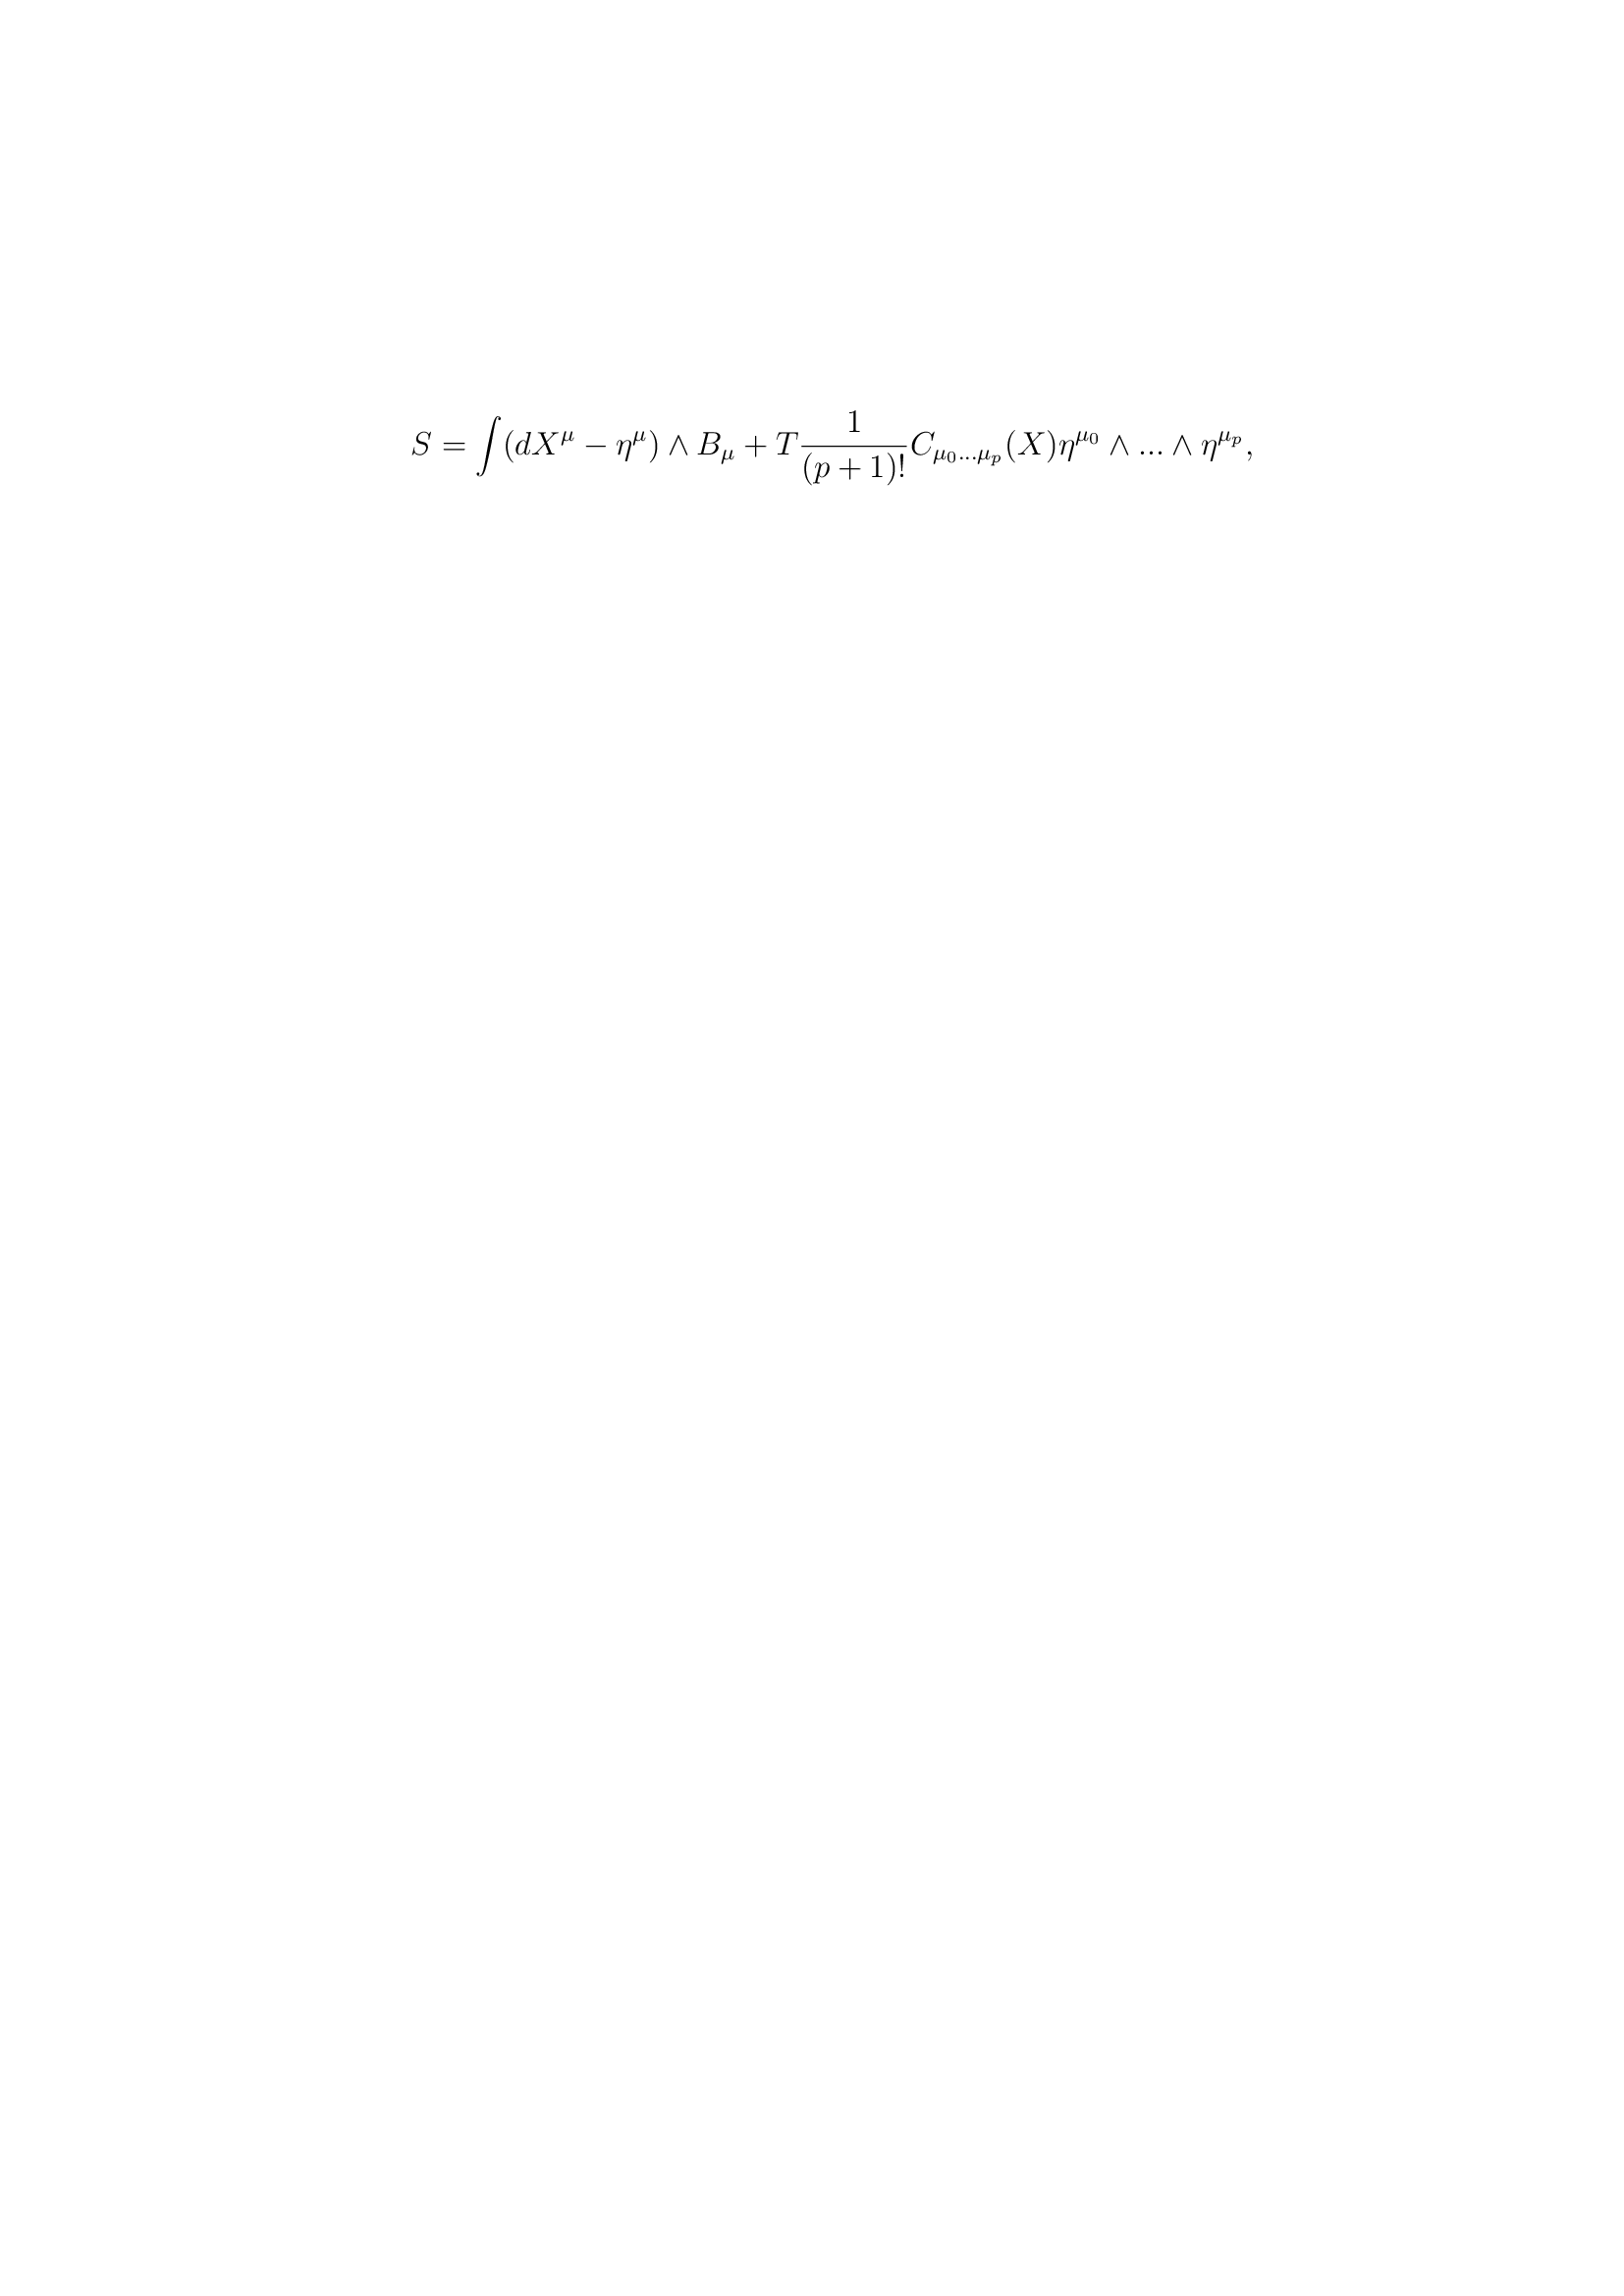 $$S = \int (dX^{\mu} - \eta^{\mu}) \wedge B_{\mu} + T \frac{1}{(p+1)!} C_{\mu_0 ... \mu_p}(X) \eta^{\mu_0} \wedge ... \wedge \eta^{\mu_p},$$